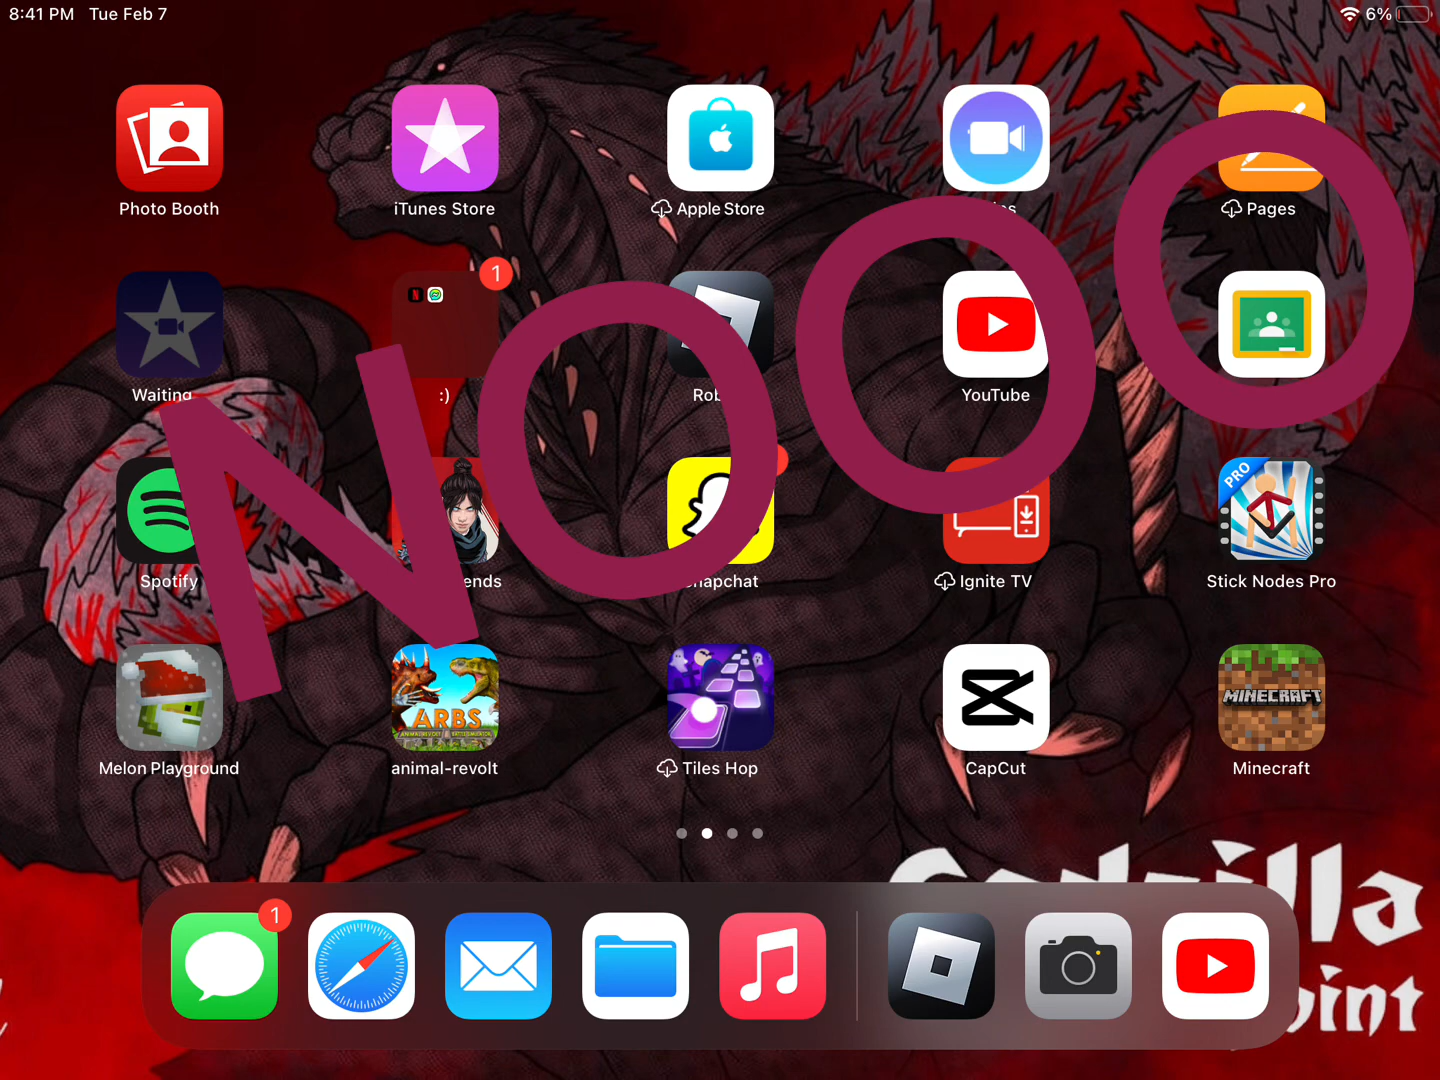 8:41 PM Tue Feb 7 6%
Photo Booth iTunes Store Apple Store Pages
1
Waiting... :) YouTube
NOOO
PRO
Spotify Snapchat Ignite TV Stick Nodes Pro
ARBS
MINECRAFT
Melon Playground animal-revolt Tiles Hop CapCut Minecraft
1